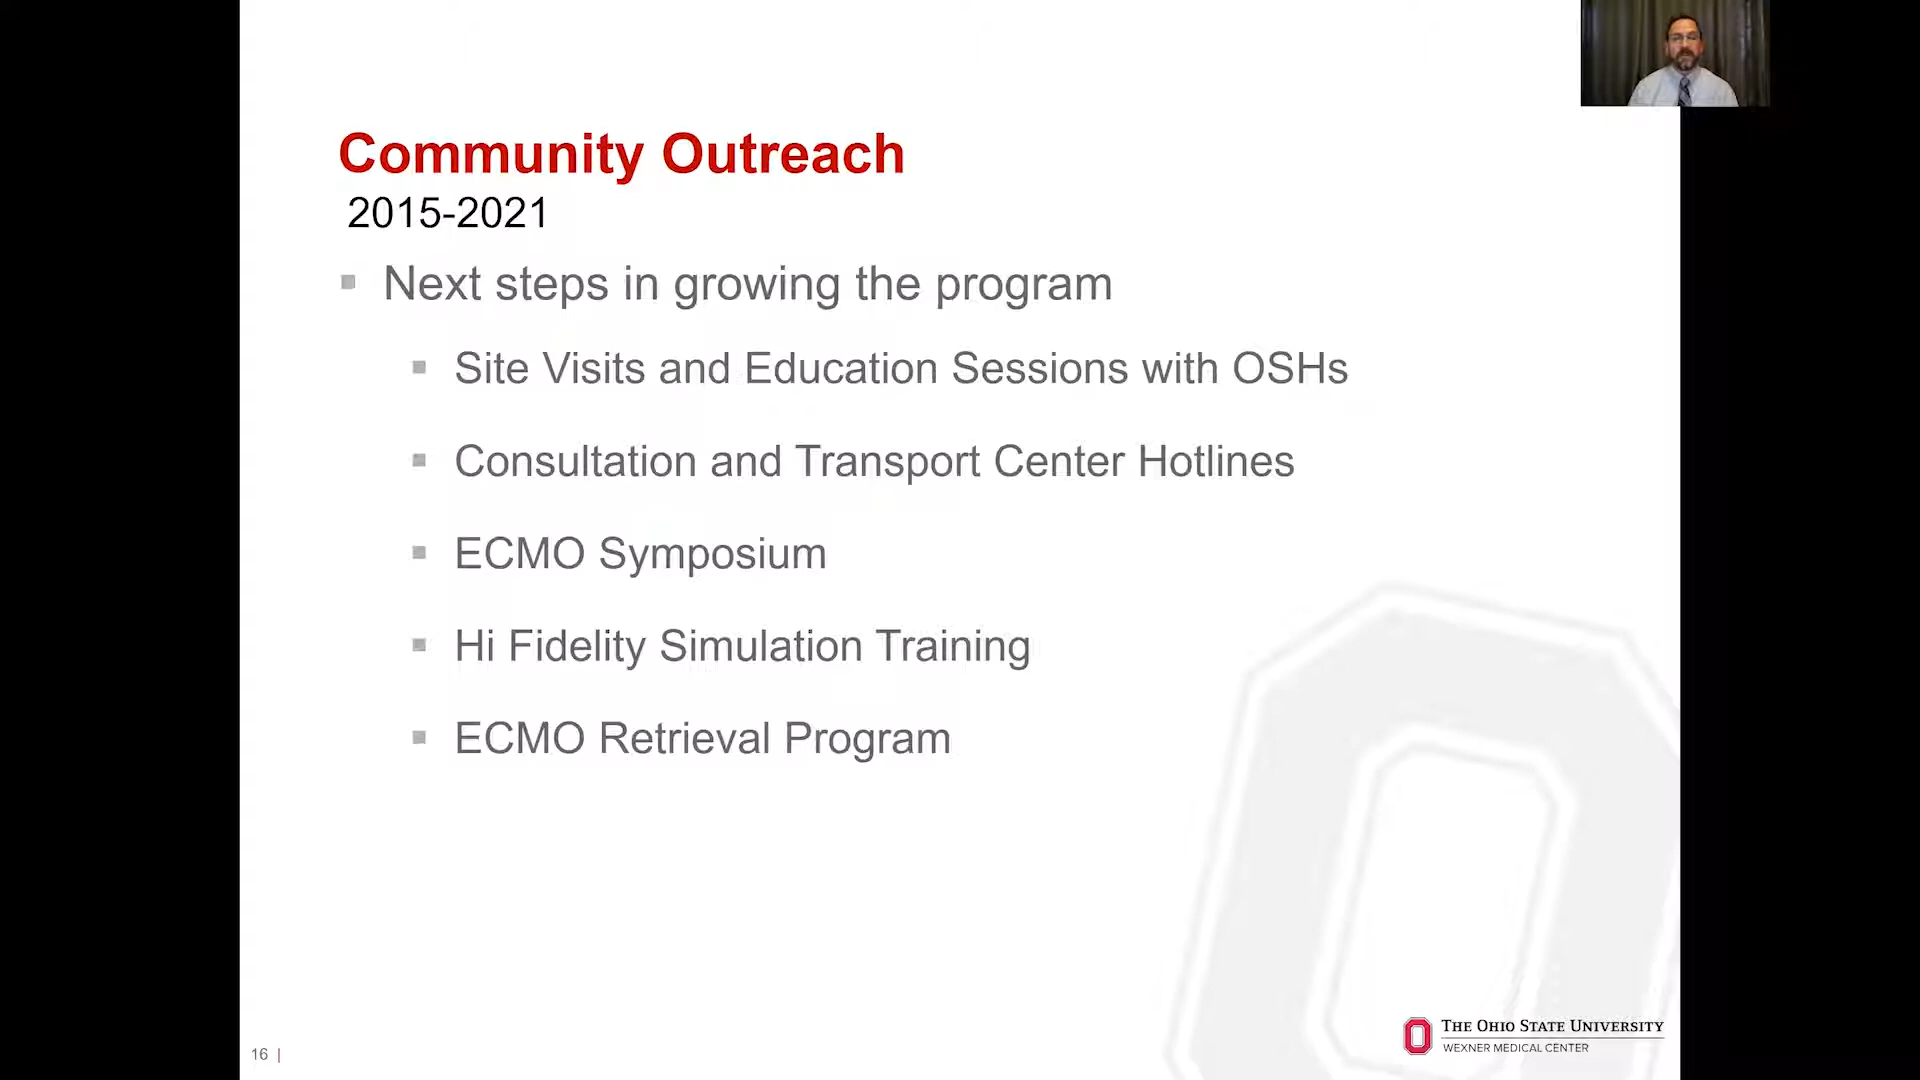 Community Outreach
2015-2021
Next steps in growing the program
Site Visits and Education Sessions with OSHs
Consultation and Transport Center Hotlines
ECMO Symposium
Hi Fidelity Simulation Training
ECMO Retrieval Program
THE OHIO STATE UNIVERSITY
WEXNER MEDICAL CENTER
16 |